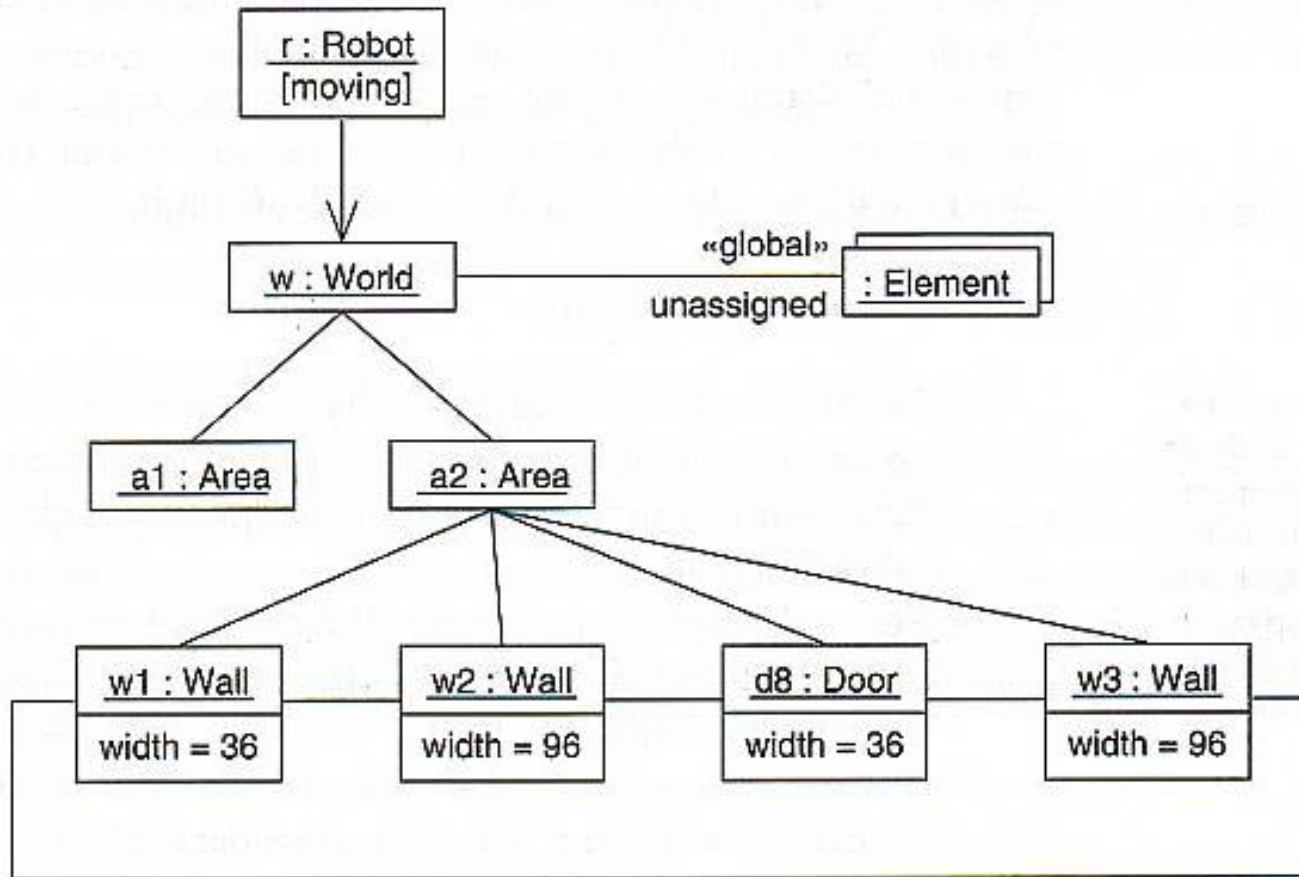 r : Robot
[moving]
w : World
«global»
unassigned
: Element
a1 : Area
a2 : Area
w1 : Wall
width = 36
w2 : Wall
width = 96
d8 : Door
width = 36
w3 : Wall
width = 96